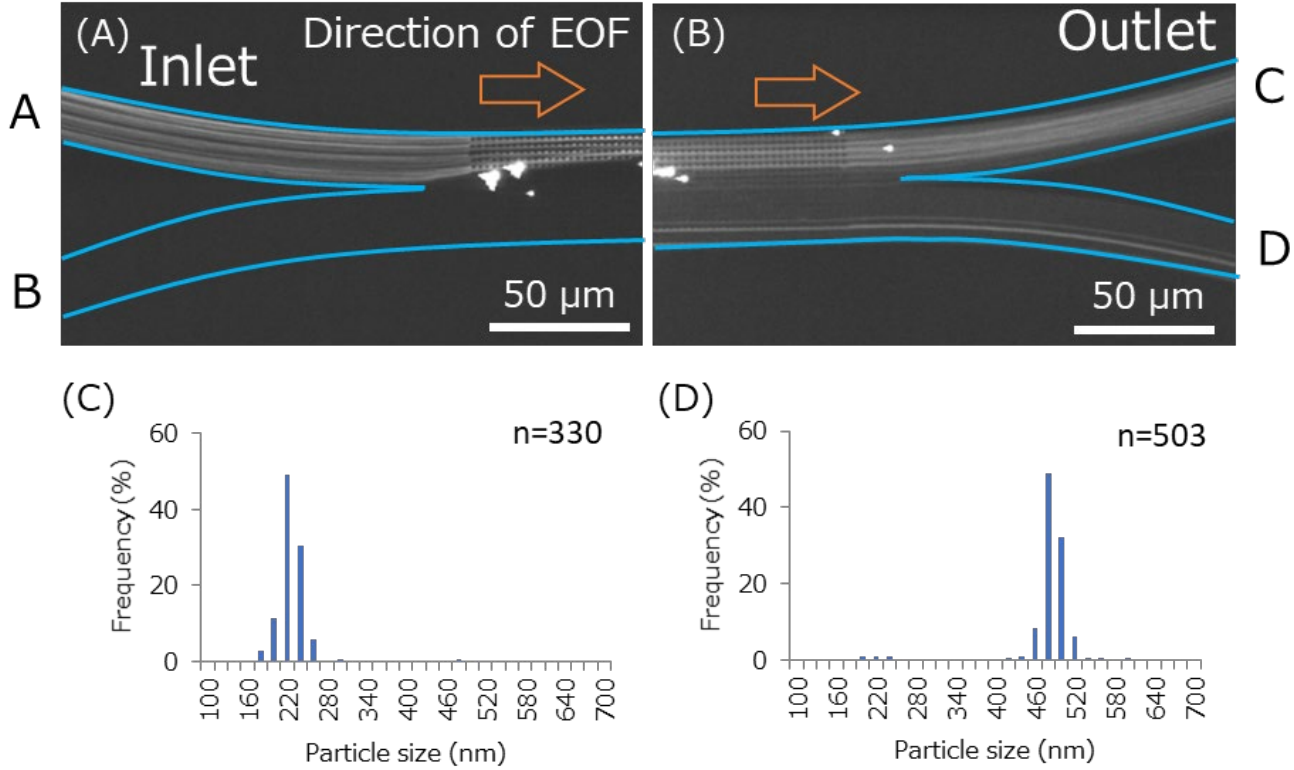 (A)
Direction of EOF
Inlet
A
B
50 µm
(B)
Outlet
C
D
50 µm
(C)
n=330
Frequency (%)
60
40
20
0
100
160
220
280
340
400
460
520
580
640
700
Particle size (nm)
(D)
n=503
Frequency (%)
60
40
20
0
100
160
220
280
340
400
460
520
580
640
700
Particle size (nm)